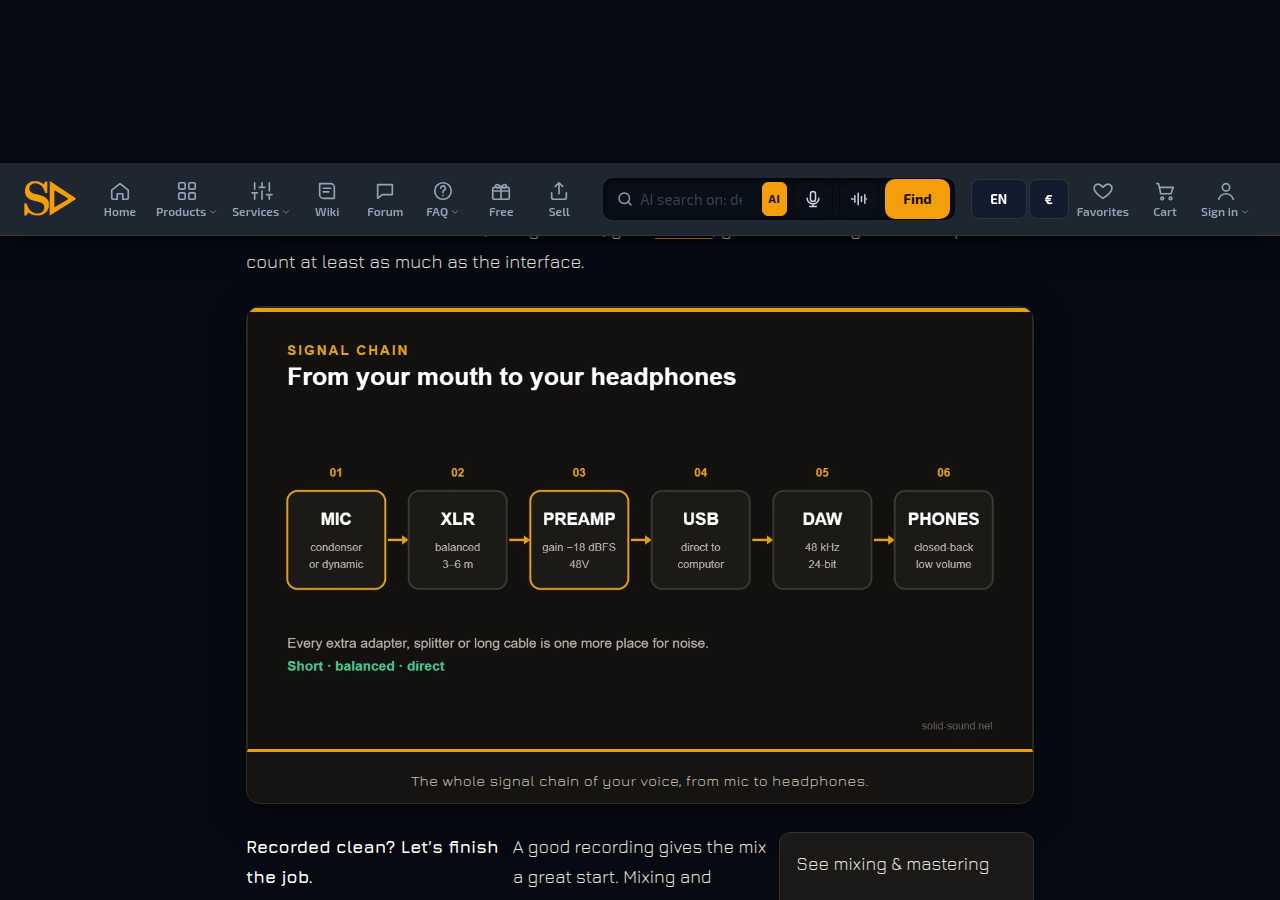 Home
Products
Services
Wiki
Forum
FAQ
Free
Sell
AI search on: de
AI
Find
EN
€
Favorites
Cart
Sign in
count at least as much as the interface.
SIGNAL CHAIN
From your mouth to your headphones
01 02 03 04 05 06
MIC
condenser
or dynamic
XLR
balanced
3–6 m
PREAMP
gain −18 dBFS
48V
USB
direct to
computer
DAW
48 kHz
24-bit
PHONES
closed-back
low volume
Every extra adapter, splitter or long cable is one more place for noise.
Short · balanced · direct
solid-sound.net
The whole signal chain of your voice, from mic to headphones.
Recorded clean? Let's finish
the job.
A good recording gives the mix
a great start. Mixing and
See mixing & mastering